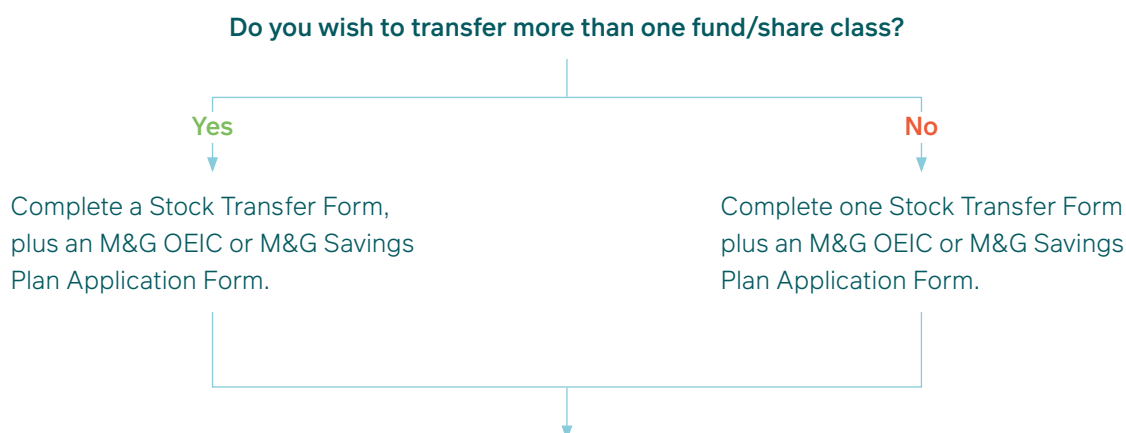 Do you wish to transfer more than one fund/share class?
Yes
No
Complete a Stock Transfer Form,
plus an M&G OEIC or M&G Savings
Plan Application Form.
Complete one Stock Transfer Form
plus an M&G OEIC or M&G Savings
Plan Application Form.